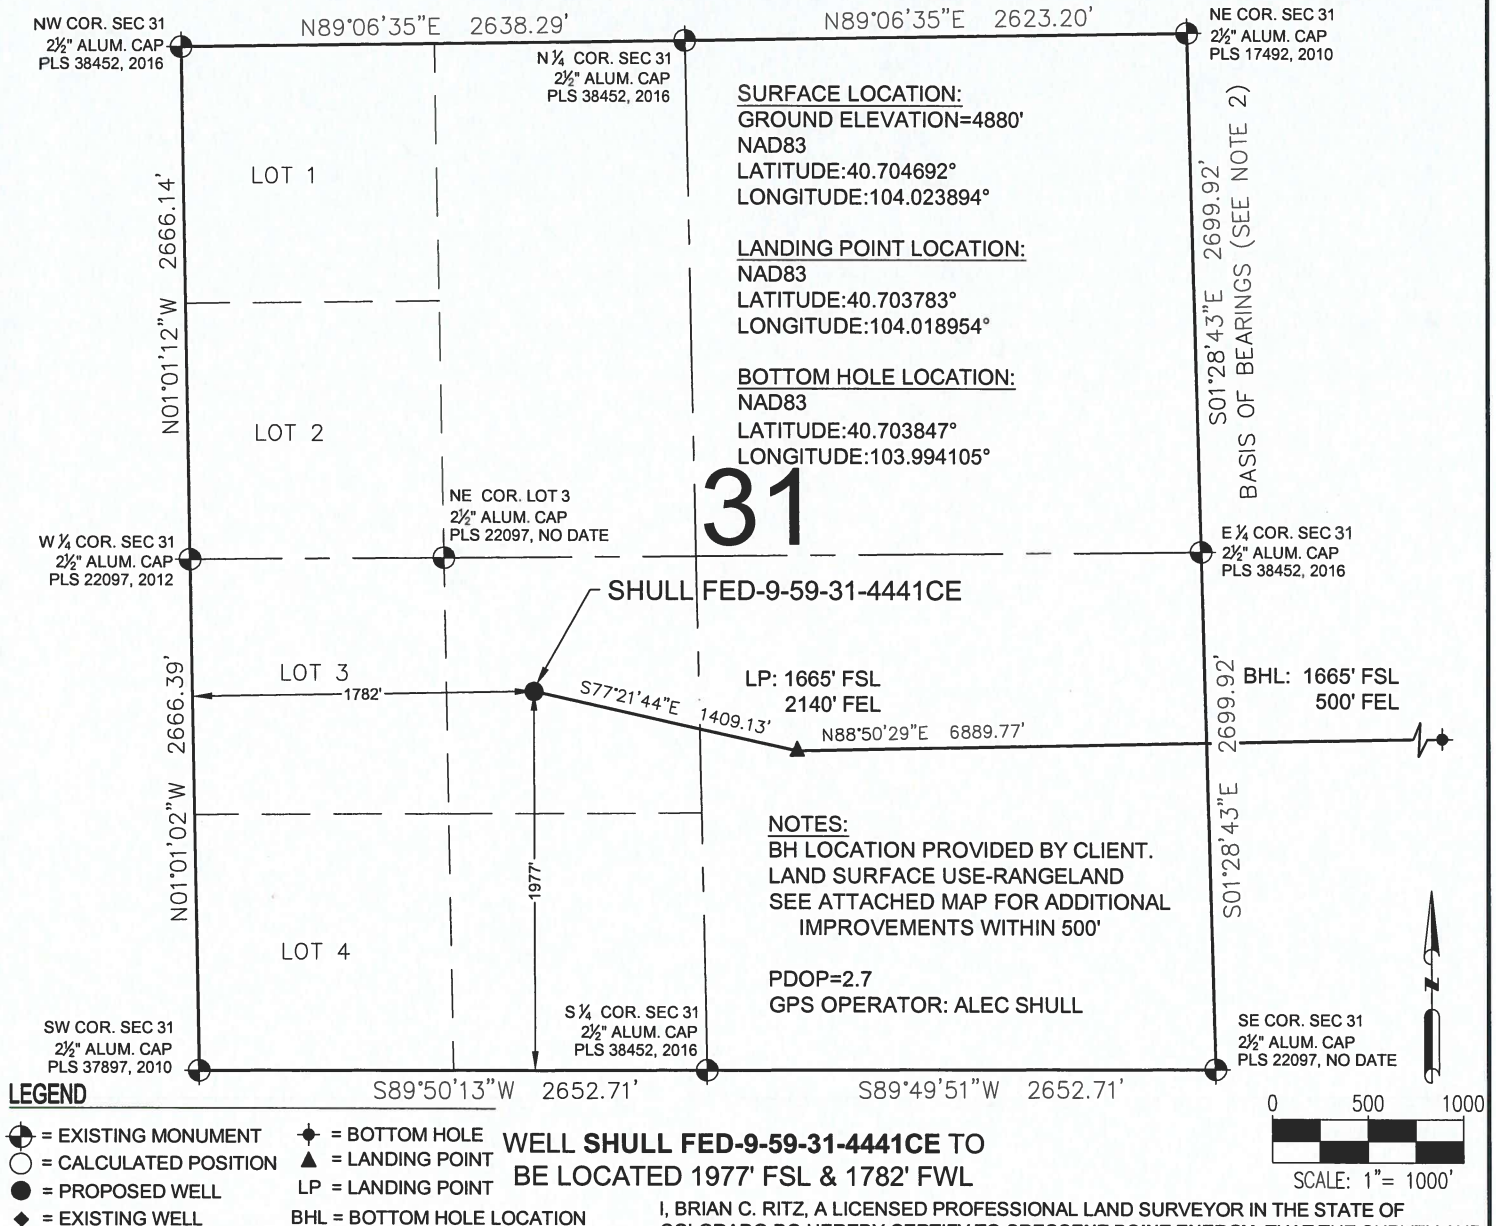 NW COR. SEC 31
2½" ALUM. CAP
PLS 38452, 2016
N89°06'35"E 2638.29'
N ¼ COR. SEC 31
2½" ALUM. CAP
PLS 38452, 2016
N89°06'35"E 2623.20'
NE COR. SEC 31
2½" ALUM. CAP
PLS 17492, 2010
SURFACE LOCATION:
GROUND ELEVATION=4880'
NAD83
LATITUDE:40.704692°
LONGITUDE:104.023894°
LANDING POINT LOCATION:
NAD83
LATITUDE:40.703783°
LONGITUDE:104.018954°
BOTTOM HOLE LOCATION:
NAD83
LATITUDE:40.703847°
LONGITUDE:103.994105°
LOT 1
N01°01'12"W 2666.14'
LOT 2
S01°28'43"E 2699.92'
BASIS OF BEARINGS (SEE NOTE 2)
31
NE COR. LOT 3
2½" ALUM. CAP
PLS 22097, NO DATE
W ¼ COR. SEC 31
2½" ALUM. CAP
PLS 22097, 2012
E ¼ COR. SEC 31
2½" ALUM. CAP
PLS 38452, 2016
SHULL FED-9-59-31-4441CE
LOT 3
1782'
S77°21'44"E 1409.13'
LP: 1665' FSL
2140' FEL
N88°50'29"E 6889.77'
BHL: 1665' FSL
500' FEL
N01°01'02"W 2666.39'
S01°28'43"E 2699.92'
1977'
NOTES:
BH LOCATION PROVIDED BY CLIENT.
LAND SURFACE USE-RANGELAND
SEE ATTACHED MAP FOR ADDITIONAL
IMPROVEMENTS WITHIN 500'
PDOP=2.7
GPS OPERATOR: ALEC SHULL
LOT 4
N
SW COR. SEC 31
2½" ALUM. CAP
PLS 37897, 2010
S ¼ COR. SEC 31
2½" ALUM. CAP
PLS 38452, 2016
SE COR. SEC 31
2½" ALUM. CAP
PLS 22097, NO DATE
S89°50'13"W 2652.71'
S89°49'51"W 2652.71'
LEGEND
= EXISTING MONUMENT
= CALCULATED POSITION
= PROPOSED WELL
= EXISTING WELL
= BOTTOM HOLE
= LANDING POINT
LP = LANDING POINT
BHL = BOTTOM HOLE LOCATION
WELL SHULL FED-9-59-31-4441CE TO
BE LOCATED 1977' FSL & 1782' FWL
0 500 1000
SCALE: 1"= 1000'
I, BRIAN C. RITZ, A LICENSED PROFESSIONAL LAND SURVEYOR IN THE STATE OF